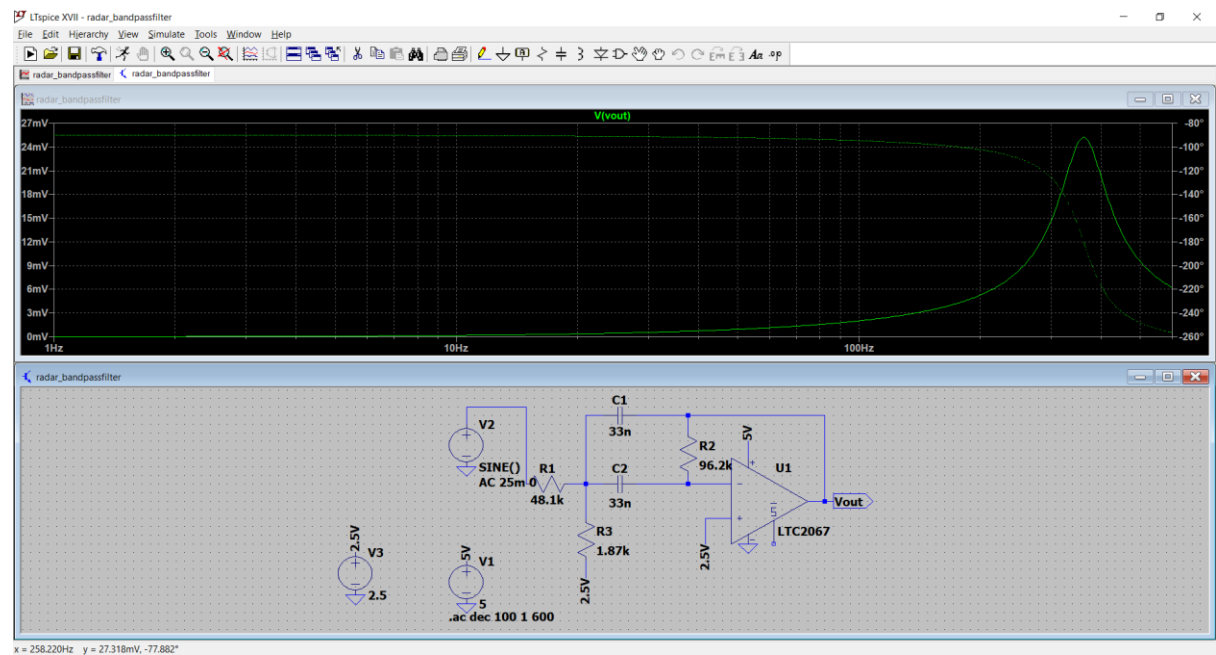 LTspice XVII - radar_bandpassfilter
File Edit Hierarchy View Simulate Tools Window Help
Aa .op
radar_bandpassfilter radar_bandpassfilter
radar_bandpassfilter
V(vout)
27mV -80°
24mV -100°
21mV -120°
18mV -140°
15mV -160°
12mV -180°
9mV -200°
6mV -220°
3mV -240°
0mV -260°
1Hz 10Hz 100Hz
radar_bandpassfilter
C1
33n
V2
SINE()
AC 25m 0
R1
48.1k
C2
33n
R2
96.2k
5V
U1
Vout
LTC2067
R3
1.87k
2.5V
2.5V
2.5V
V3
2.5
5V
V1
5
.ac dec 100 1 600
x = 258.220Hz y = 27.318mV, -77.882°